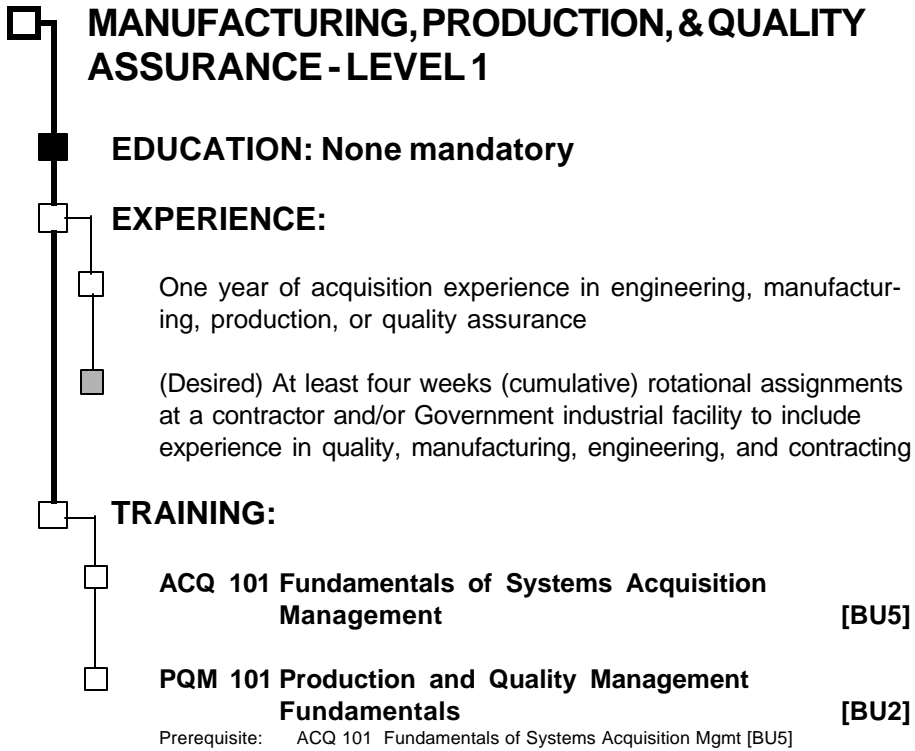 MANUFACTURING, PRODUCTION, & QUALITY
ASSURANCE - LEVEL 1
EDUCATION: None mandatory
EXPERIENCE:
One year of acquisition experience in engineering, manufactur-
ing, production, or quality assurance
(Desired) At least four weeks (cumulative) rotational assignments
at a contractor and/or Government industrial facility to include
experience in quality, manufacturing, engineering, and contracting
TRAINING:
ACQ 101 Fundamentals of Systems Acquisition
Management [BU5]
PQM 101 Production and Quality Management
Fundamentals [BU2]
Prerequisite: ACQ 101 Fundamentals of Systems Acquisition Mgmt [BU5]